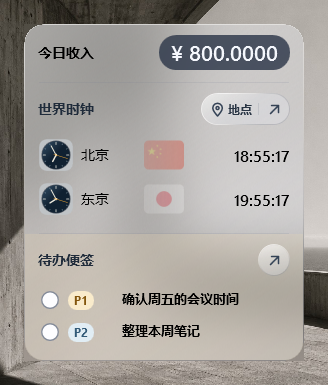 今日收入 ¥ 800.0000
世界时钟 地点
北京 18:55:17
东京 19:55:17
待办便签
P1 确认周五的会议时间
P2 整理本周笔记